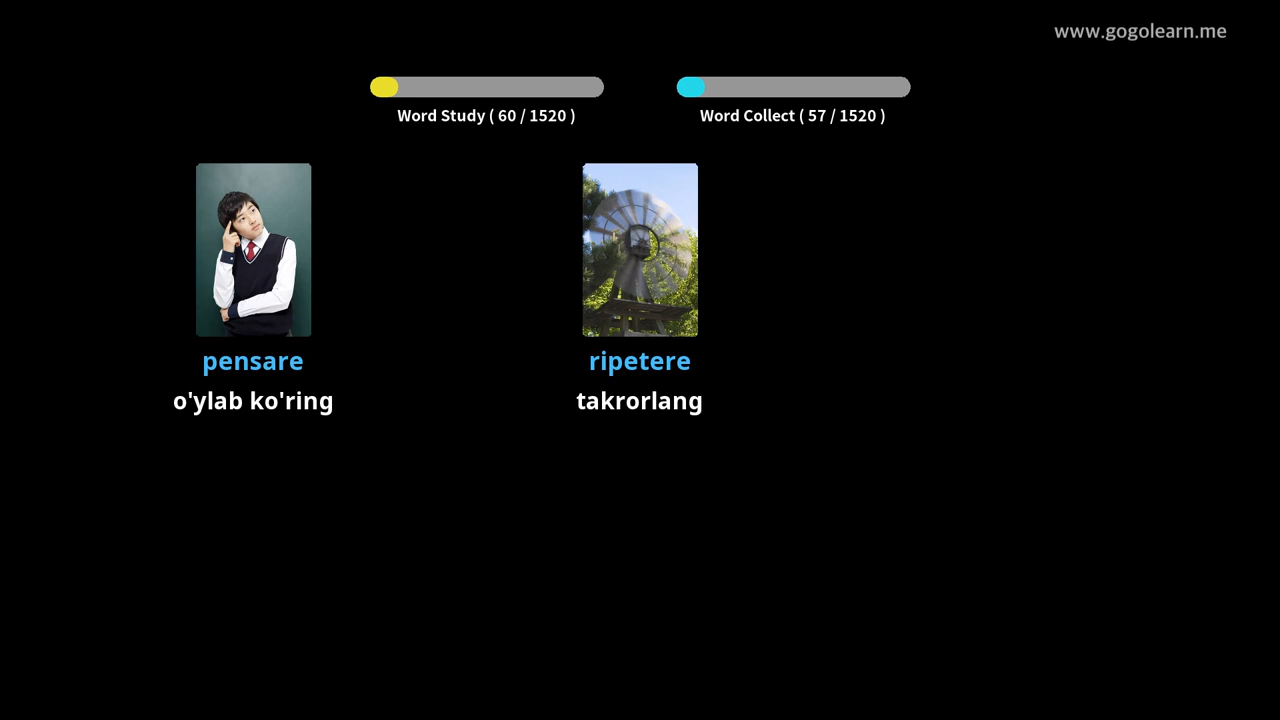 www.gogolearn.me
Word Study ( 60 / 1520 )
Word Collect ( 57 / 1520 )
pensare
ripetere
o'ylab ko'ring
takrorlang